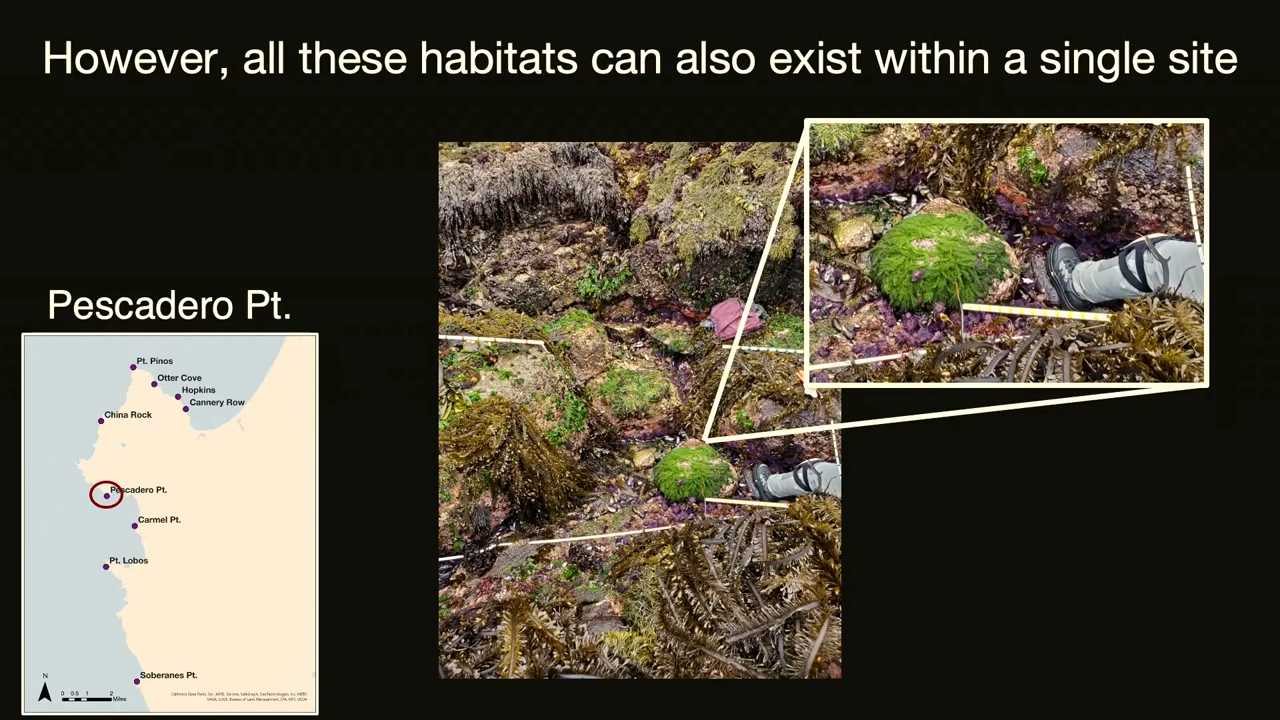 However, all these habitats can also exist within a single site
Pescadero Pt.
Pt. Pinos
Otter Cove
Hopkins
Cannery Row
China Rock
Pescadero Pt.
Carmel Pt.
Pt. Lobos
Soberanes Pt.
N
0 0.5 1 2
Miles